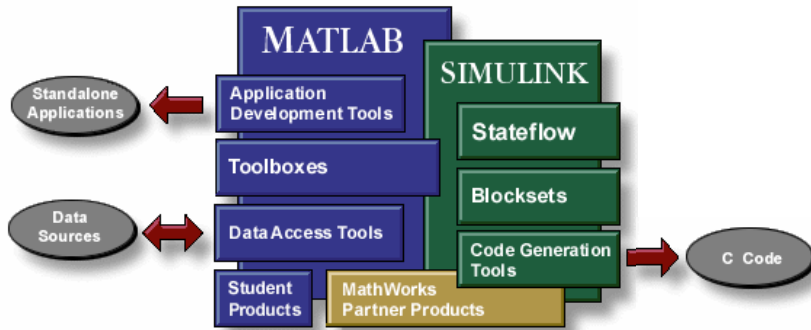 MATLAB
SIMULINK
Standalone
Applications
Application
Development Tools
Stateflow
Toolboxes
Blocksets
Data
Sources
Data Access Tools
Code Generation
Tools
C Code
Student
Products
MathWorks
Partner Products